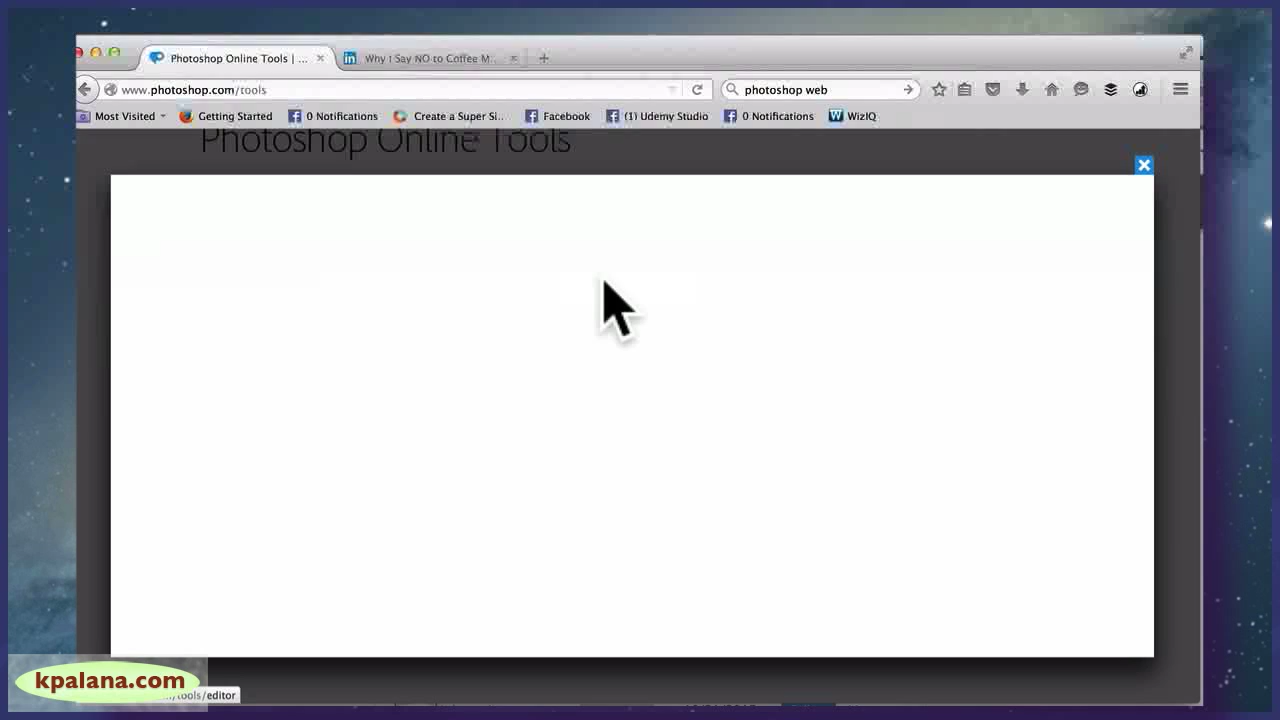 Photoshop Online Tools | ...
Why I Say NO to Coffee M...
www.photoshop.com/tools
photoshop web
Most Visited
Getting Started
0 Notifications
Create a Super Si...
Facebook
(1) Udemy Studio
0 Notifications
WizIQ
Photoshop Online Tools
kpalana.com
/tools/editor